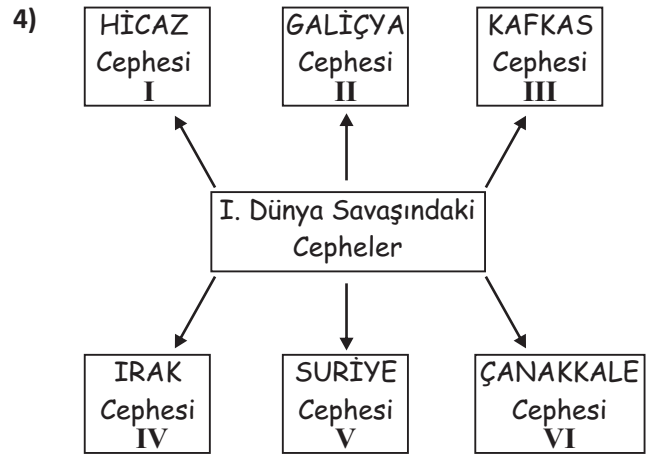 4)
HİCAZ
Cephesi
I
GALİÇYA
Cephesi
II
KAFKAS
Cephesi
III
I. Dünya Savaşındaki
Cepheler
IRAK
Cephesi
IV
SURİYE
Cephesi
V
ÇANAKKALE
Cephesi
VI